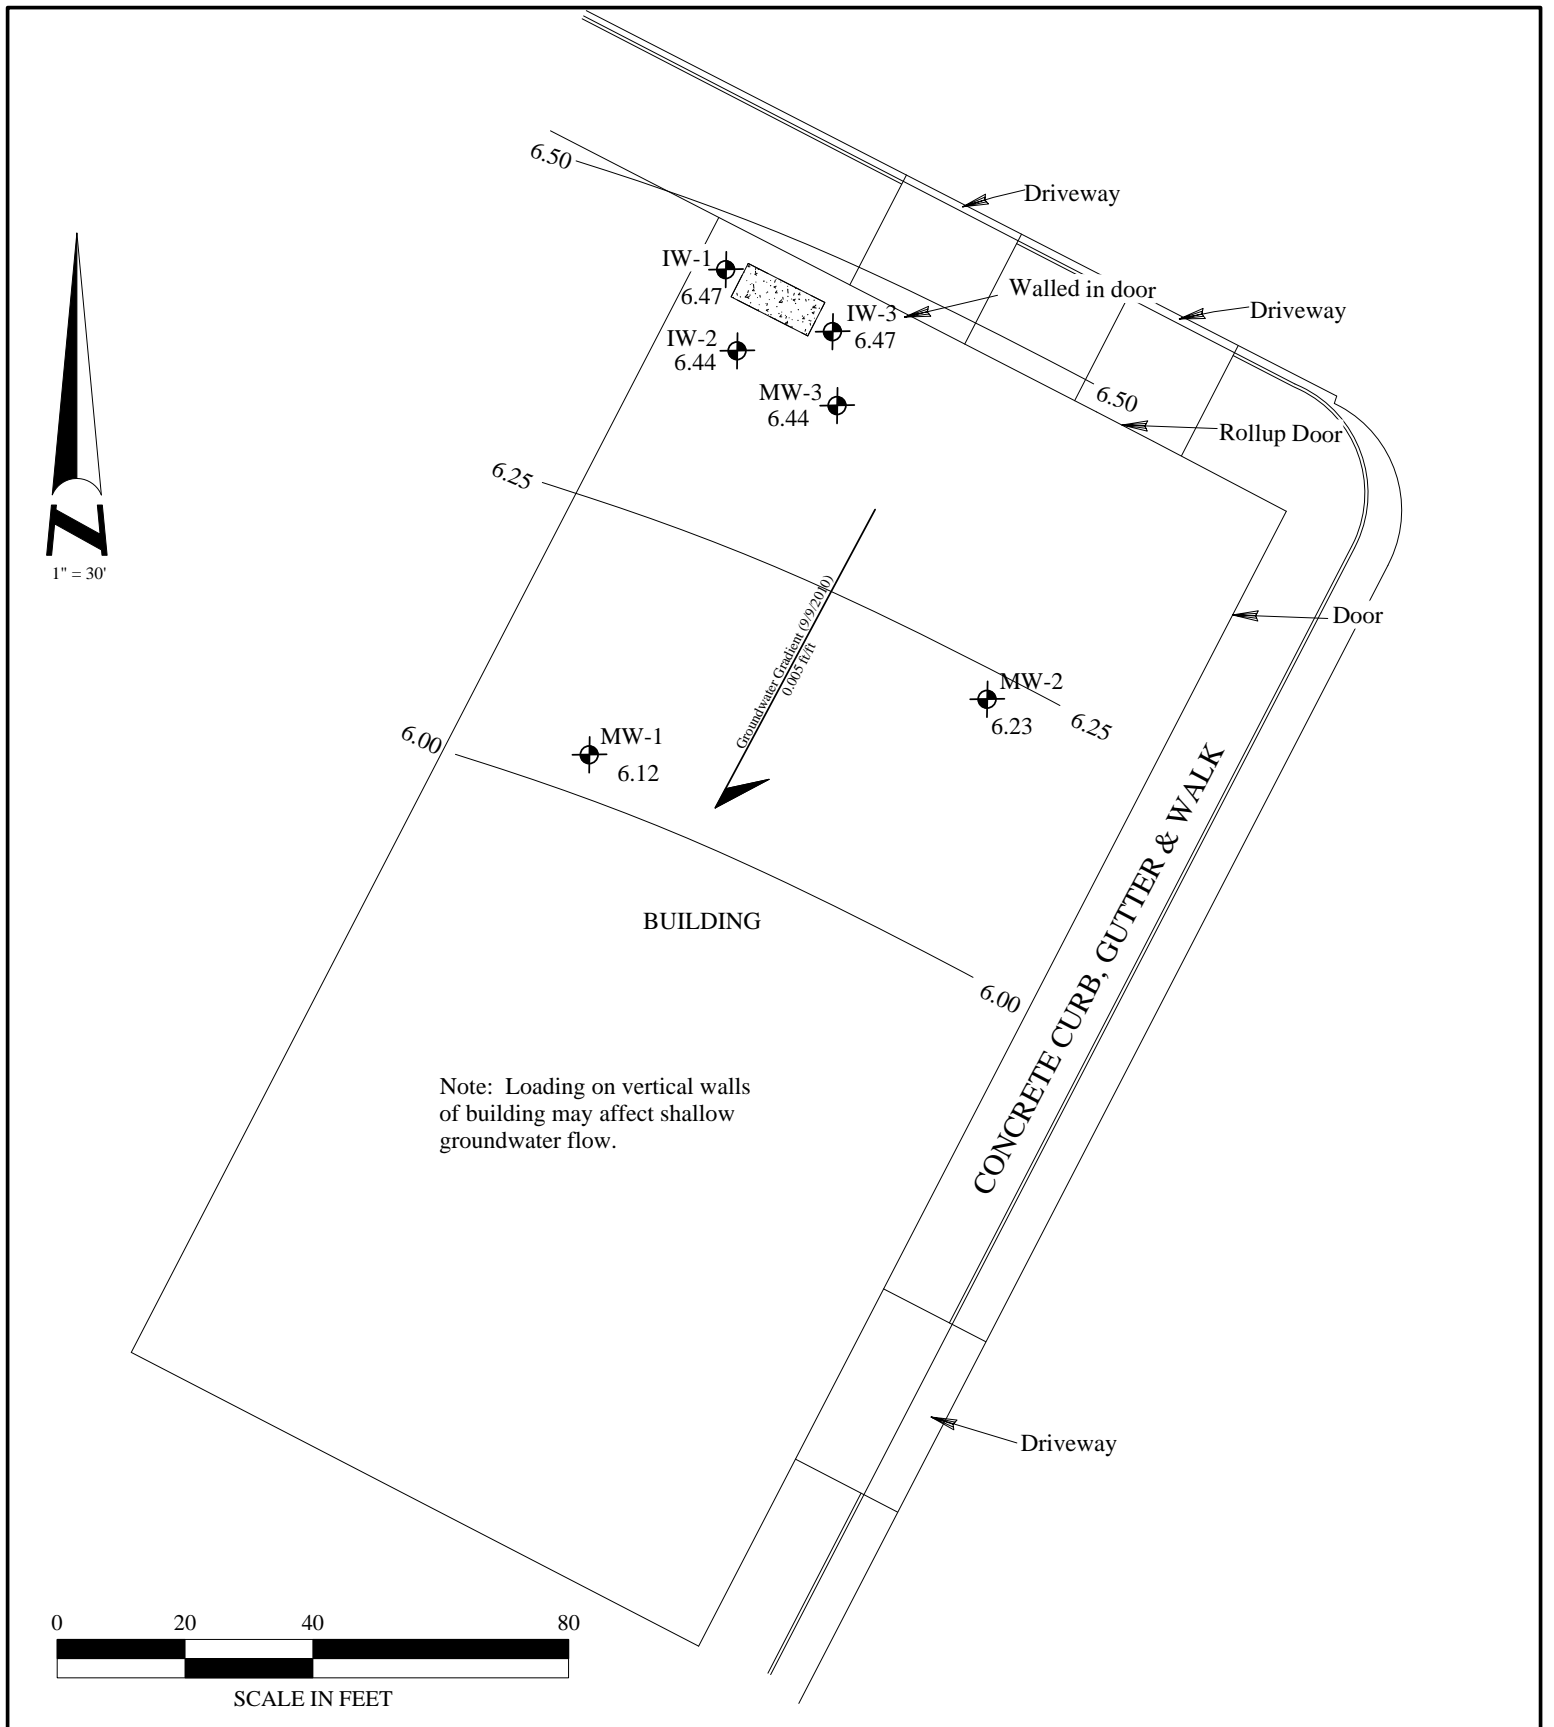 6.50
Driveway
IW-1
6.47
Walled in door
Driveway
IW-3
6.47
IW-2
6.44
MW-3
6.44
6.50
Rollup Door
6.25
N
1" = 30'
Groundwater Gradient (9/9/2010)
0.005 ft/ft
Door
MW-2
6.23
6.25
6.00
MW-1
6.12
BUILDING
6.00
CONCRETE CURB, GUTTER & WALK
Note: Loading on vertical walls
of building may affect shallow
groundwater flow.
Driveway
0 20 40 80
SCALE IN FEET